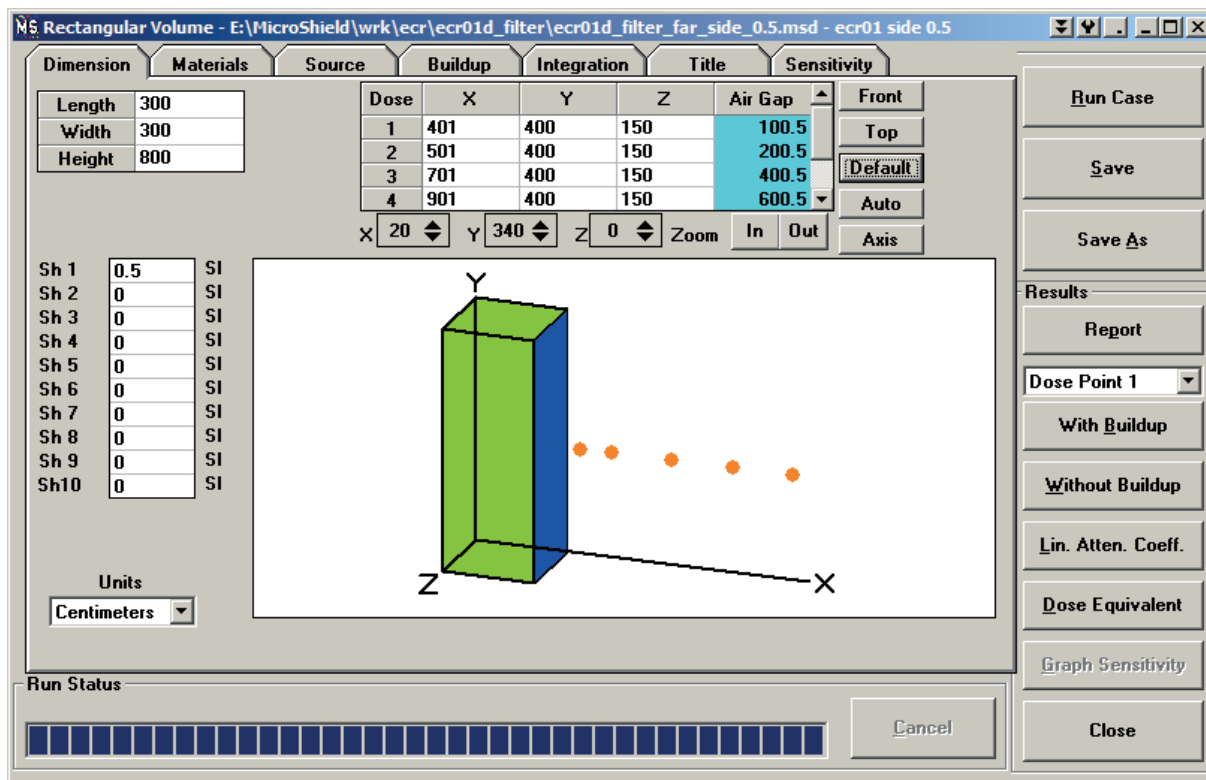 MS Rectangular Volume - E:\MicroShield\wrk\ecr\ecr01d_filter\ecr01d_filter_far_side_0.5.msd - ecr01 side 0.5
Dimension Materials Source Buildup Integration Title Sensitivity
Length 300
Width 300
Height 800
Dose X Y Z Air Gap
1 401 400 150 100.5
2 501 400 150 200.5
3 701 400 150 400.5
4 901 400 150 600.5
Front
Top
Default
Auto
Axis
X 20 Y 340 Z 0 Zoom In Out
Sh 1 0.5 SI
Sh 2 0 SI
Sh 3 0 SI
Sh 4 0 SI
Sh 5 0 SI
Sh 6 0 SI
Sh 7 0 SI
Sh 8 0 SI
Sh 9 0 SI
Sh10 0 SI
Y
Z
X
Units
Centimeters
Run Case
Save
Save As
Results
Report
Dose Point 1
With Buildup
Without Buildup
Lin. Atten. Coeff.
Dose Equivalent
Graph Sensitivity
Close
Run Status
Cancel